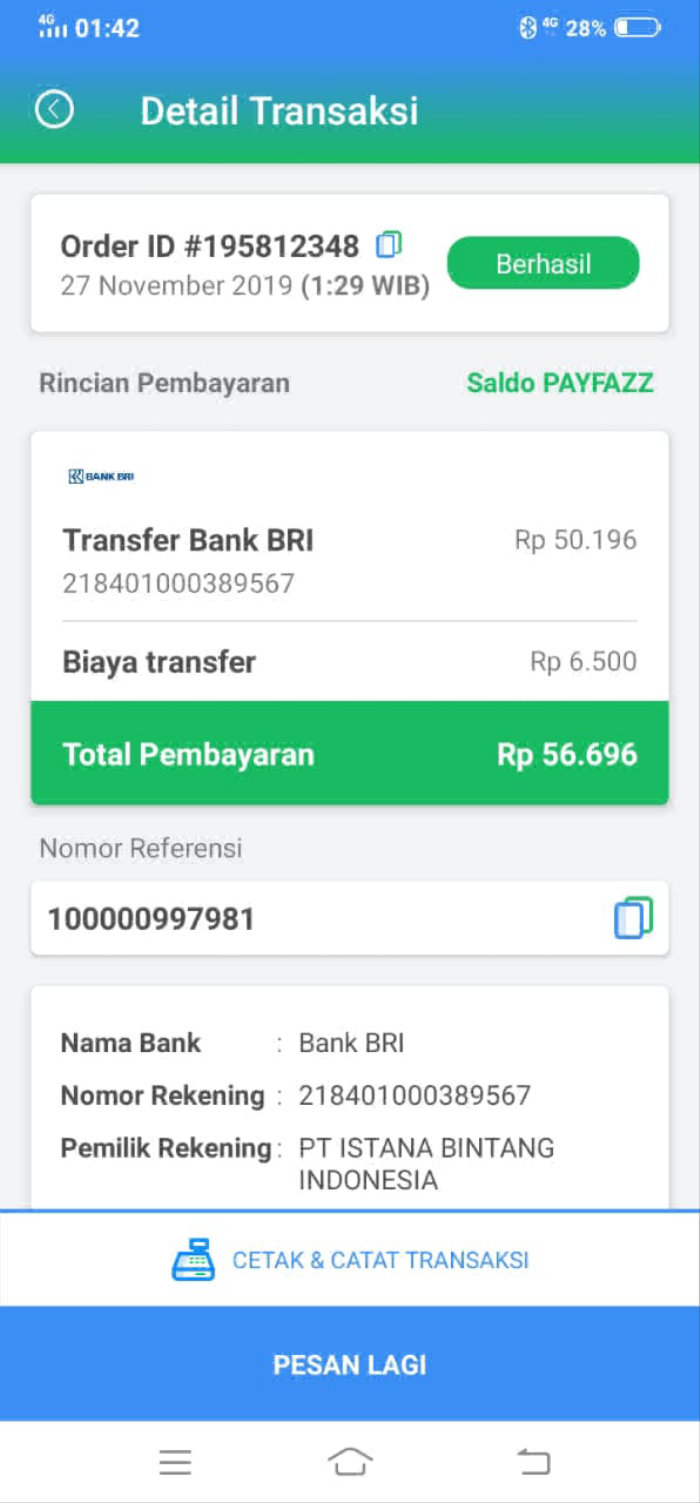 4G 01:42 4G 28%
Detail Transaksi
Order ID #195812348
27 November 2019 (1:29 WIB)
Berhasil
Rincian Pembayaran Saldo PAYFAZZ
BANK BRI
Transfer Bank BRI Rp 50.196
218401000389567
Biaya transfer Rp 6.500
Total Pembayaran Rp 56.696
Nomor Referensi
100000997981
Nama Bank : Bank BRI
Nomor Rekening : 218401000389567
Pemilik Rekening : PT ISTANA BINTANG
INDONESIA
CETAK & CATAT TRANSAKSI
PESAN LAGI